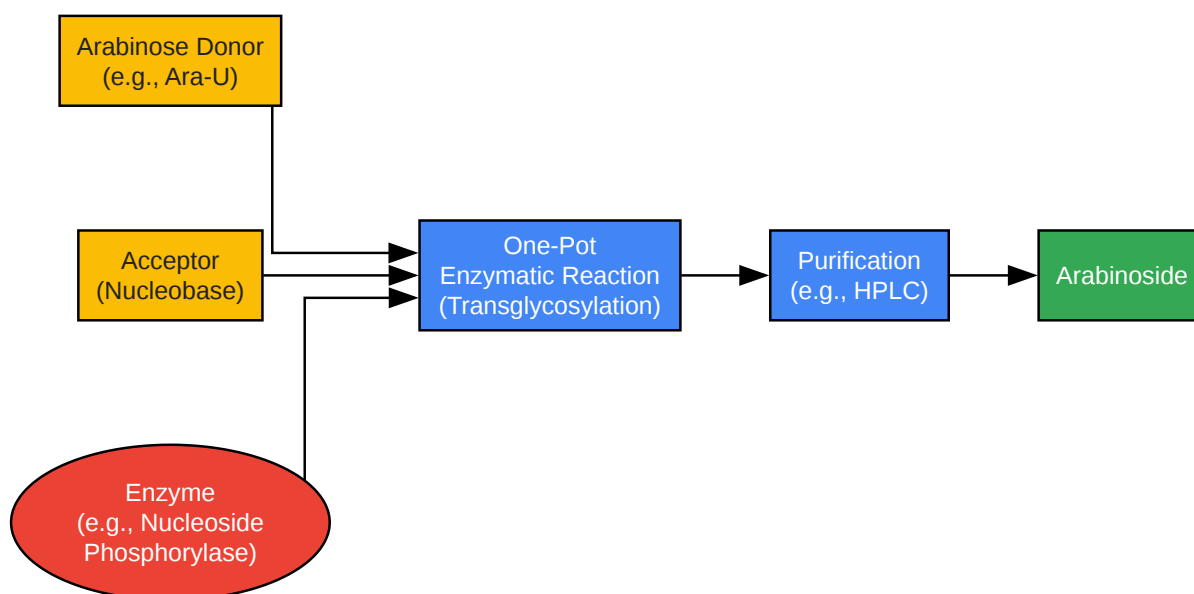 Arabinose Donor
(e.g., Ara-U)
Acceptor
(Nucleobase)
Enzyme
(e.g., Nucleoside
Phosphorylase)
One-Pot
Enzymatic Reaction
(Transglycosylation)
Purification
(e.g., HPLC)
Arabinoside